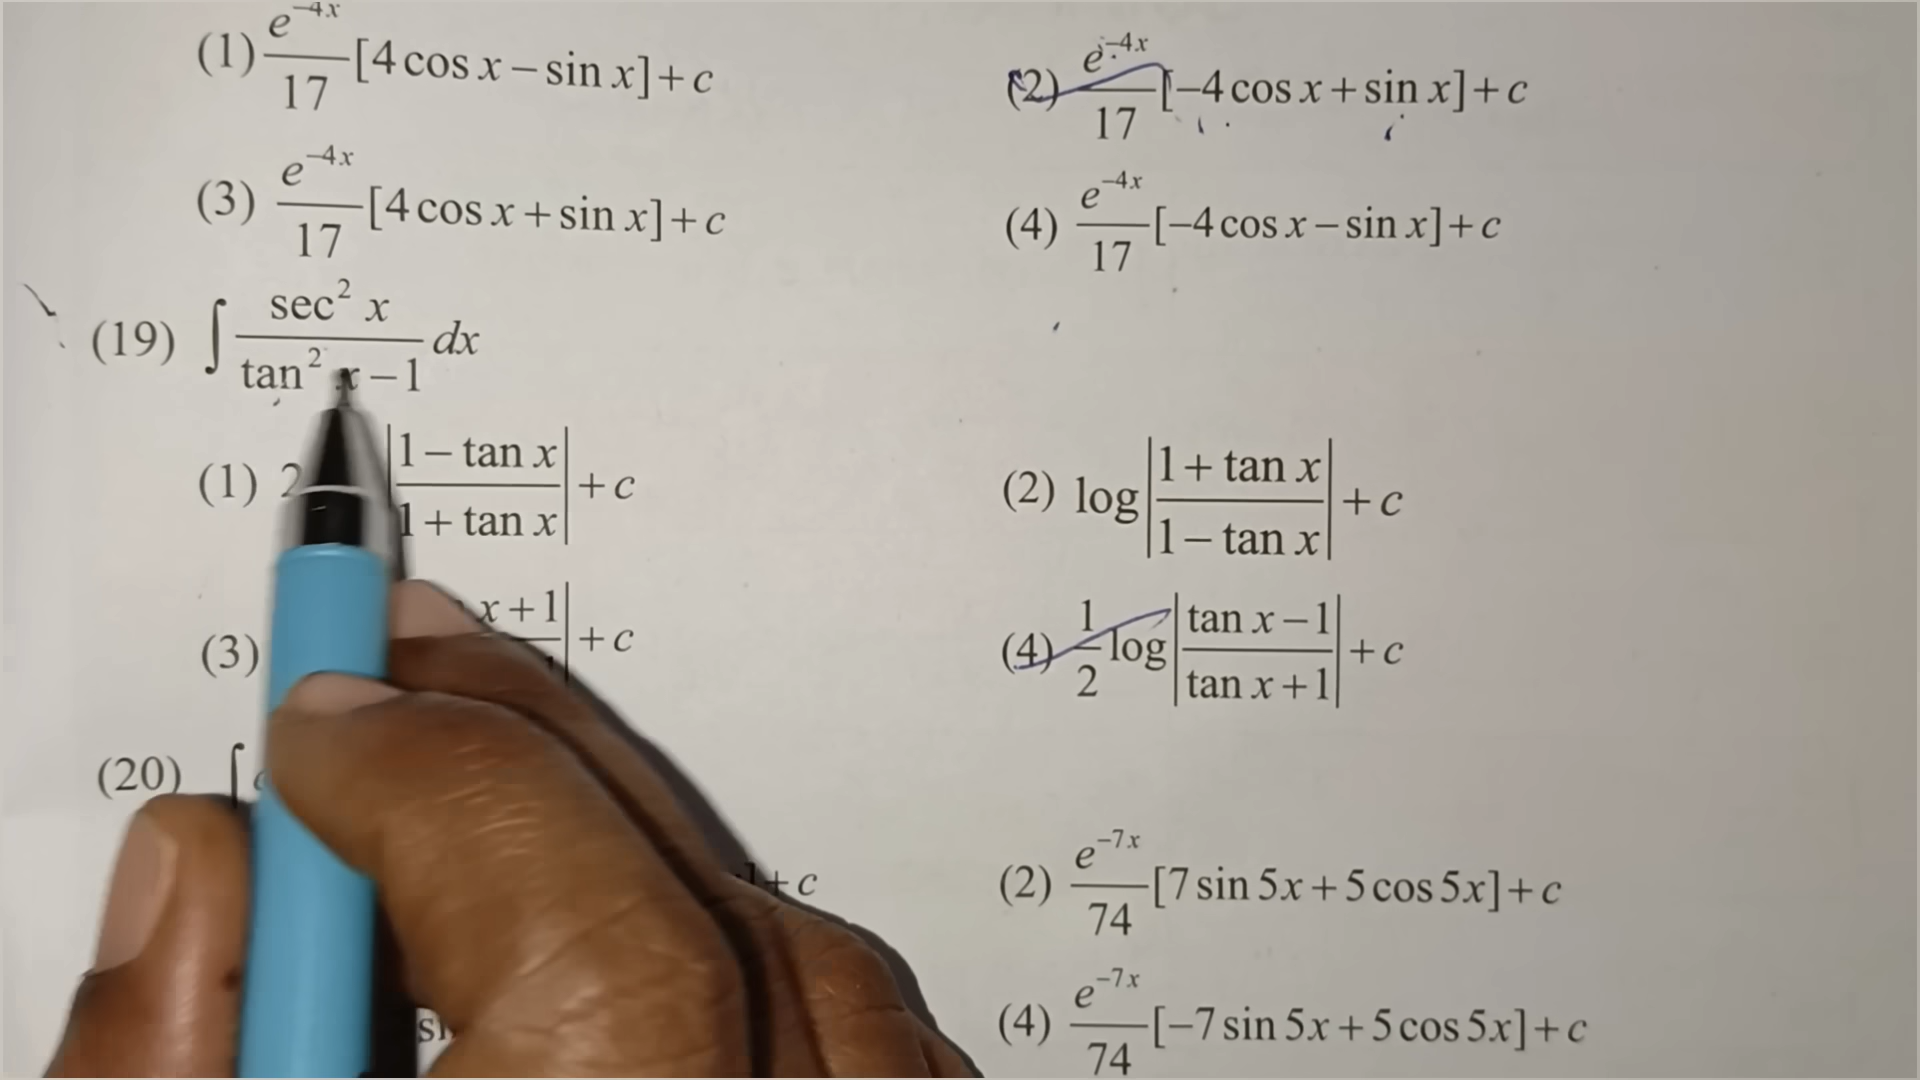 (1) e^{-4x}/17 [4 cos x − sin x] + c
(2) e^{-4x}/17 [−4 cos x + sin x] + c
(3) e^{-4x}/17 [4 cos x + sin x] + c
(4) e^{-4x}/17 [−4 cos x − sin x] + c
(19) ∫ sec² x / (tan² x − 1) dx
(1) 2 |(1 − tan x)/(1 + tan x)| + c
(2) log |(1 + tan x)/(1 − tan x)| + c
(3) x + 1| + c
(4) 1/2 log |(tan x − 1)/(tan x + 1)| + c
(20) ∫
] + c
(2) e^{-7x}/74 [7 sin 5x + 5 cos 5x] + c
(4) e^{-7x}/74 [−7 sin 5x + 5 cos 5x] + c